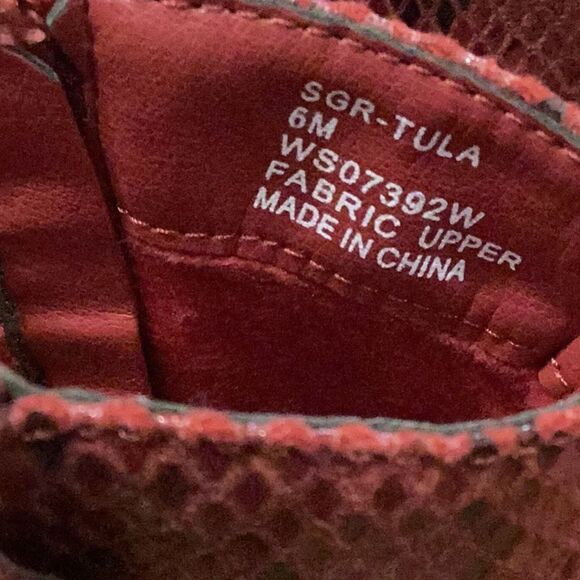 SGR-TULA
6M
WS07392W
FABRIC UPPER
MADE IN CHINA